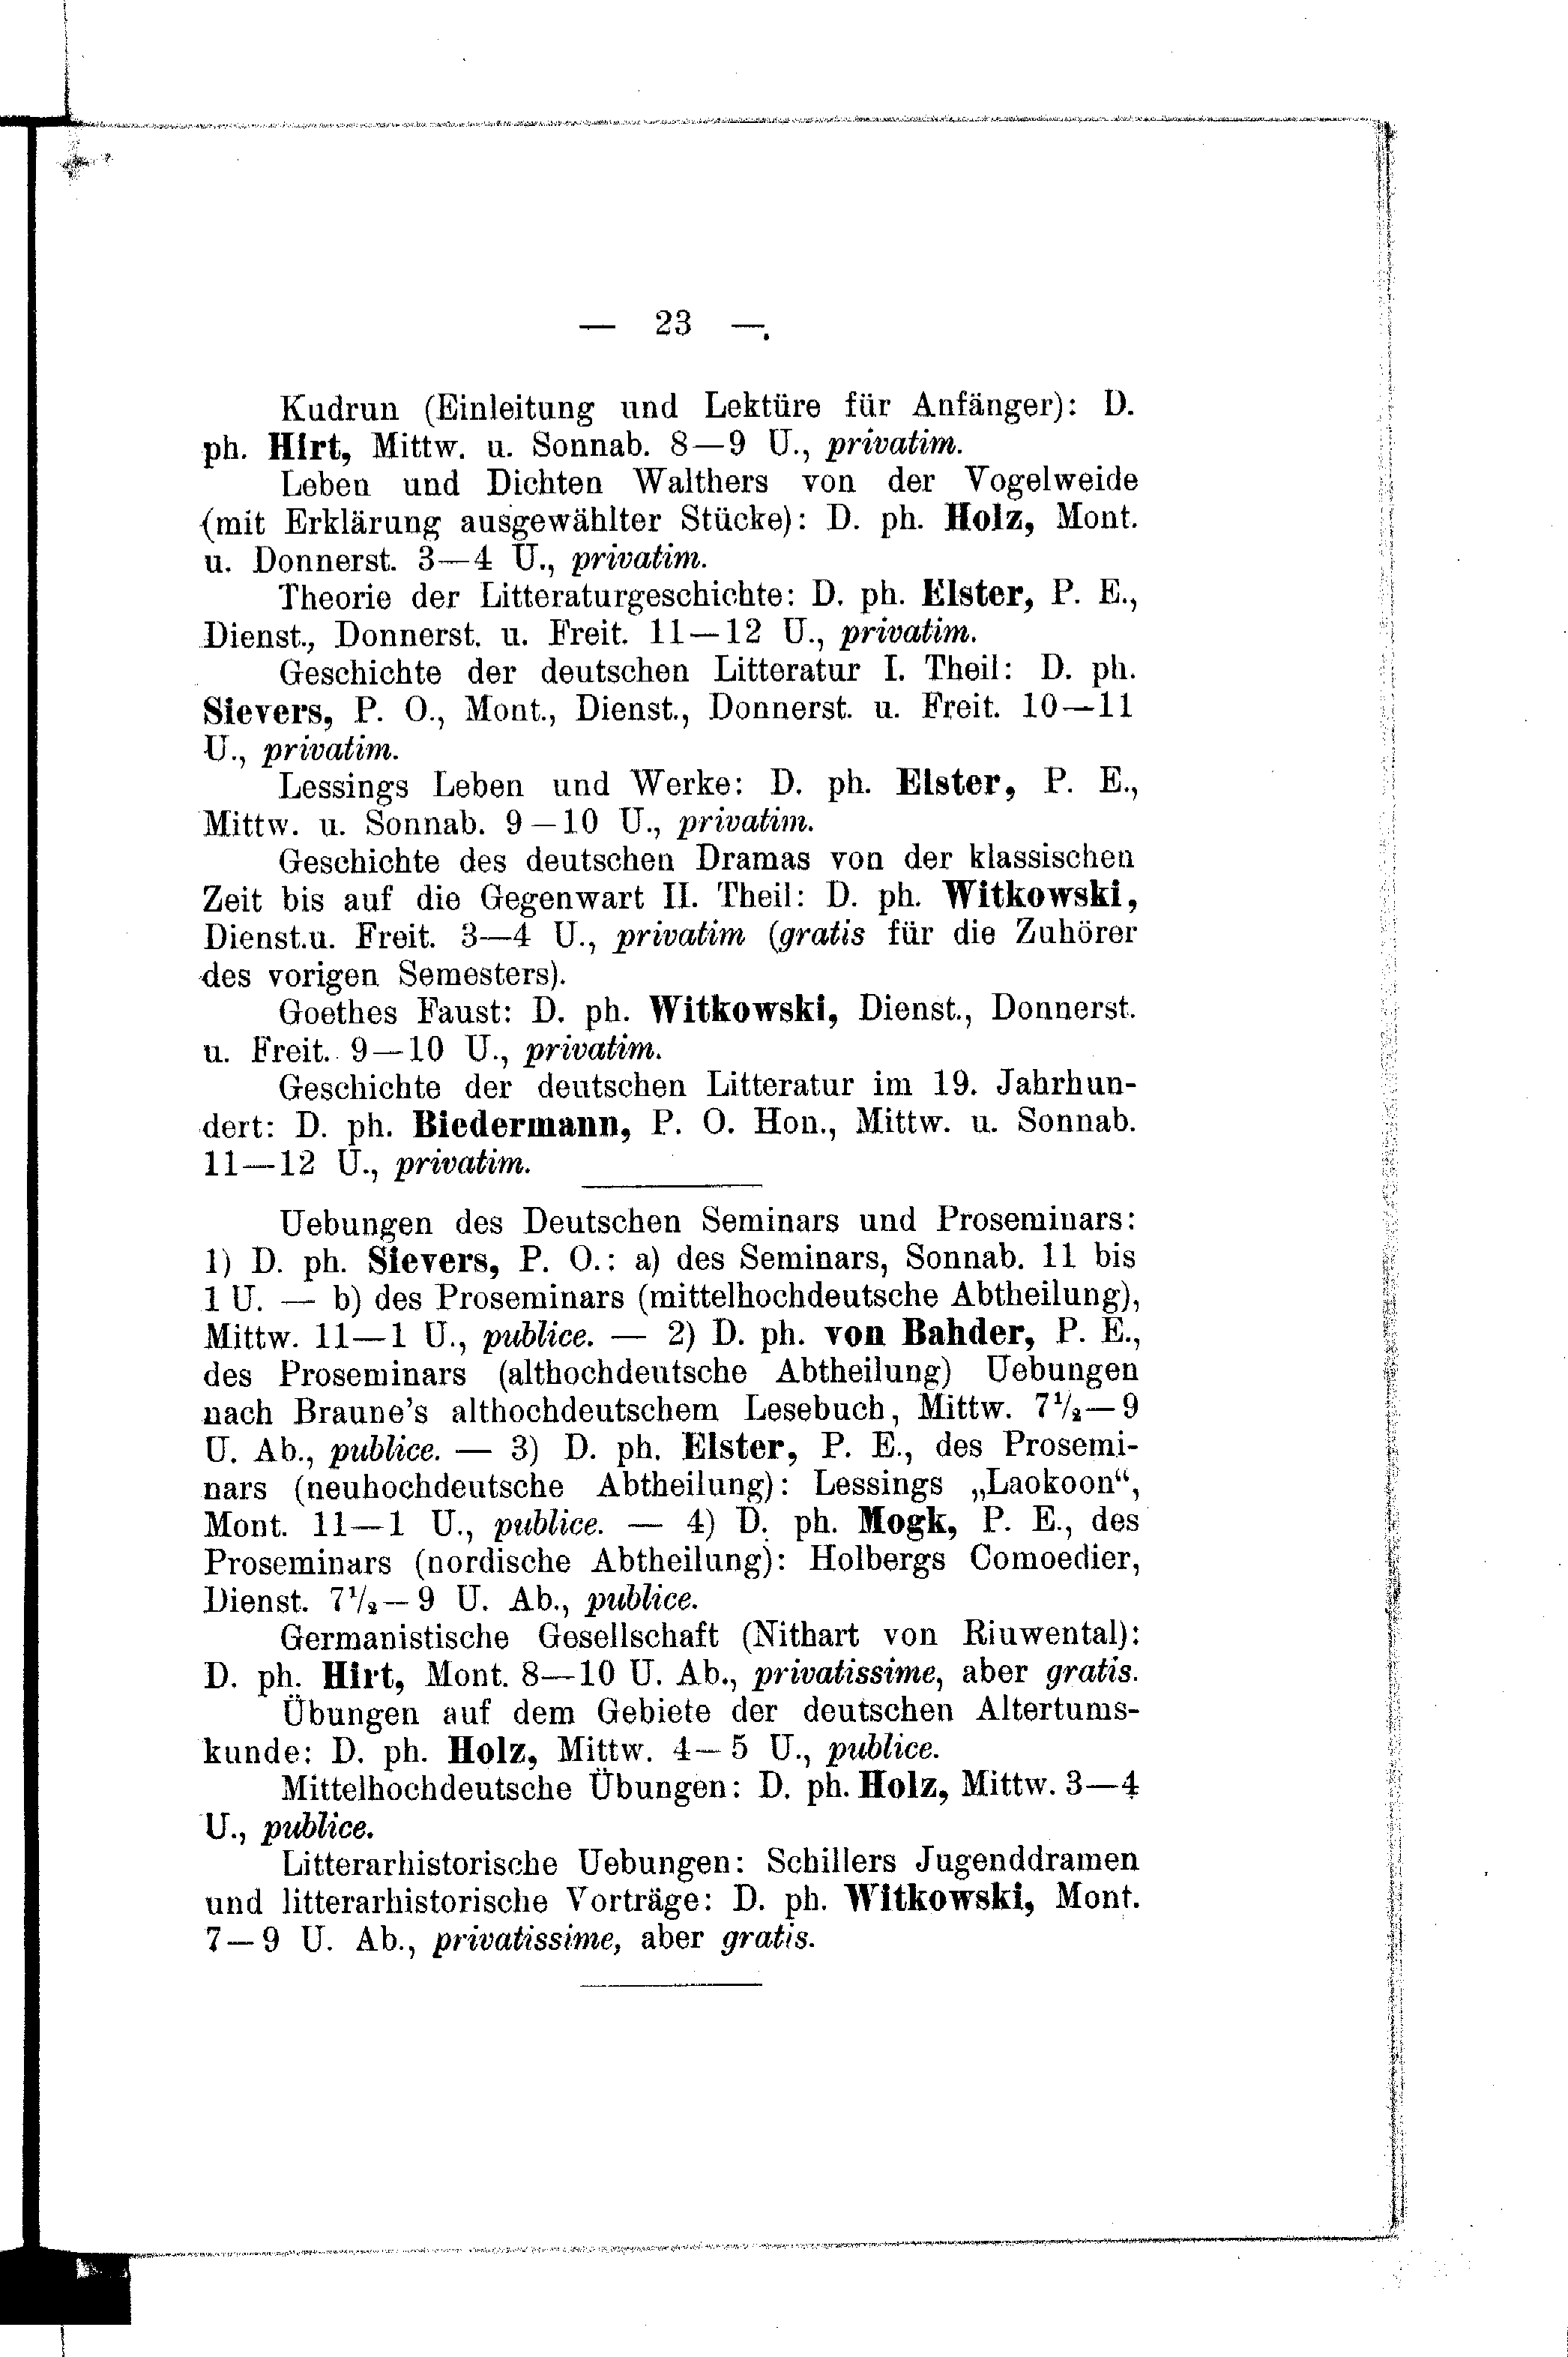 — 23 —
Kudrun (Einleitung und Lektüre für Anfänger): D.
ph. Hirt, Mittw. u. Sonnab. 8—9 U., privatim.
Leben und Dichten Walthers von der Vogelweide
(mit Erklärung ausgewählter Stücke): D. ph. Holz, Mont.
u. Donnerst. 3—4 U., privatim.
Theorie der Litteraturgeschichte: D. ph. Elster, P. E.,
Dienst., Donnerst. u. Freit. 11—12 U., privatim.
Geschichte der deutschen Litteratur I. Theil: D. ph.
Sievers, P. O., Mont., Dienst., Donnerst. u. Freit. 10—11
U., privatim.
Lessings Leben und Werke: D. ph. Elster, P. E.,
Mittw. u. Sonnab. 9—10 U., privatim.
Geschichte des deutschen Dramas von der klassischen
Zeit bis auf die Gegenwart II. Theil: D. ph. Witkowski,
Dienst.u. Freit. 3—4 U., privatim (gratis für die Zuhörer
des vorigen Semesters).
Goethes Faust: D. ph. Witkowski, Dienst., Donnerst.
u. Freit. 9—10 U., privatim.
Geschichte der deutschen Litteratur im 19. Jahrhun-
dert: D. ph. Biedermann, P. O. Hon., Mittw. u. Sonnab.
11—12 U., privatim.
Uebungen des Deutschen Seminars und Proseminars:
1) D. ph. Sievers, P. O.: a) des Seminars, Sonnab. 11 bis
1 U. — b) des Proseminars (mittelhochdeutsche Abtheilung),
Mittw. 11—1 U., publice. — 2) D. ph. von Bahder, P. E.,
des Proseminars (althochdeutsche Abtheilung) Uebungen
nach Braune's althochdeutschem Lesebuch, Mittw. 7½—9
U. Ab., publice. — 3) D. ph. Elster, P. E., des Prosemi-
nars (neuhochdeutsche Abtheilung): Lessings „Laokoon“,
Mont. 11—1 U., publice. — 4) D. ph. Mogk, P. E., des
Proseminars (nordische Abtheilung): Holbergs Comoedier,
Dienst. 7½—9 U. Ab., publice.
Germanistische Gesellschaft (Nithart von Riuwental):
D. ph. Hirt, Mont. 8—10 U. Ab., privatissime, aber gratis.
Übungen auf dem Gebiete der deutschen Altertums-
kunde: D. ph. Holz, Mittw. 4—5 U., publice.
Mittelhochdeutsche Übungen: D. ph. Holz, Mittw. 3—4
U., publice.
Litterarhistorische Uebungen: Schillers Jugenddramen
und litterarhistorische Vorträge: D. ph. Witkowski, Mont.
7—9 U. Ab., privatissime, aber gratis.